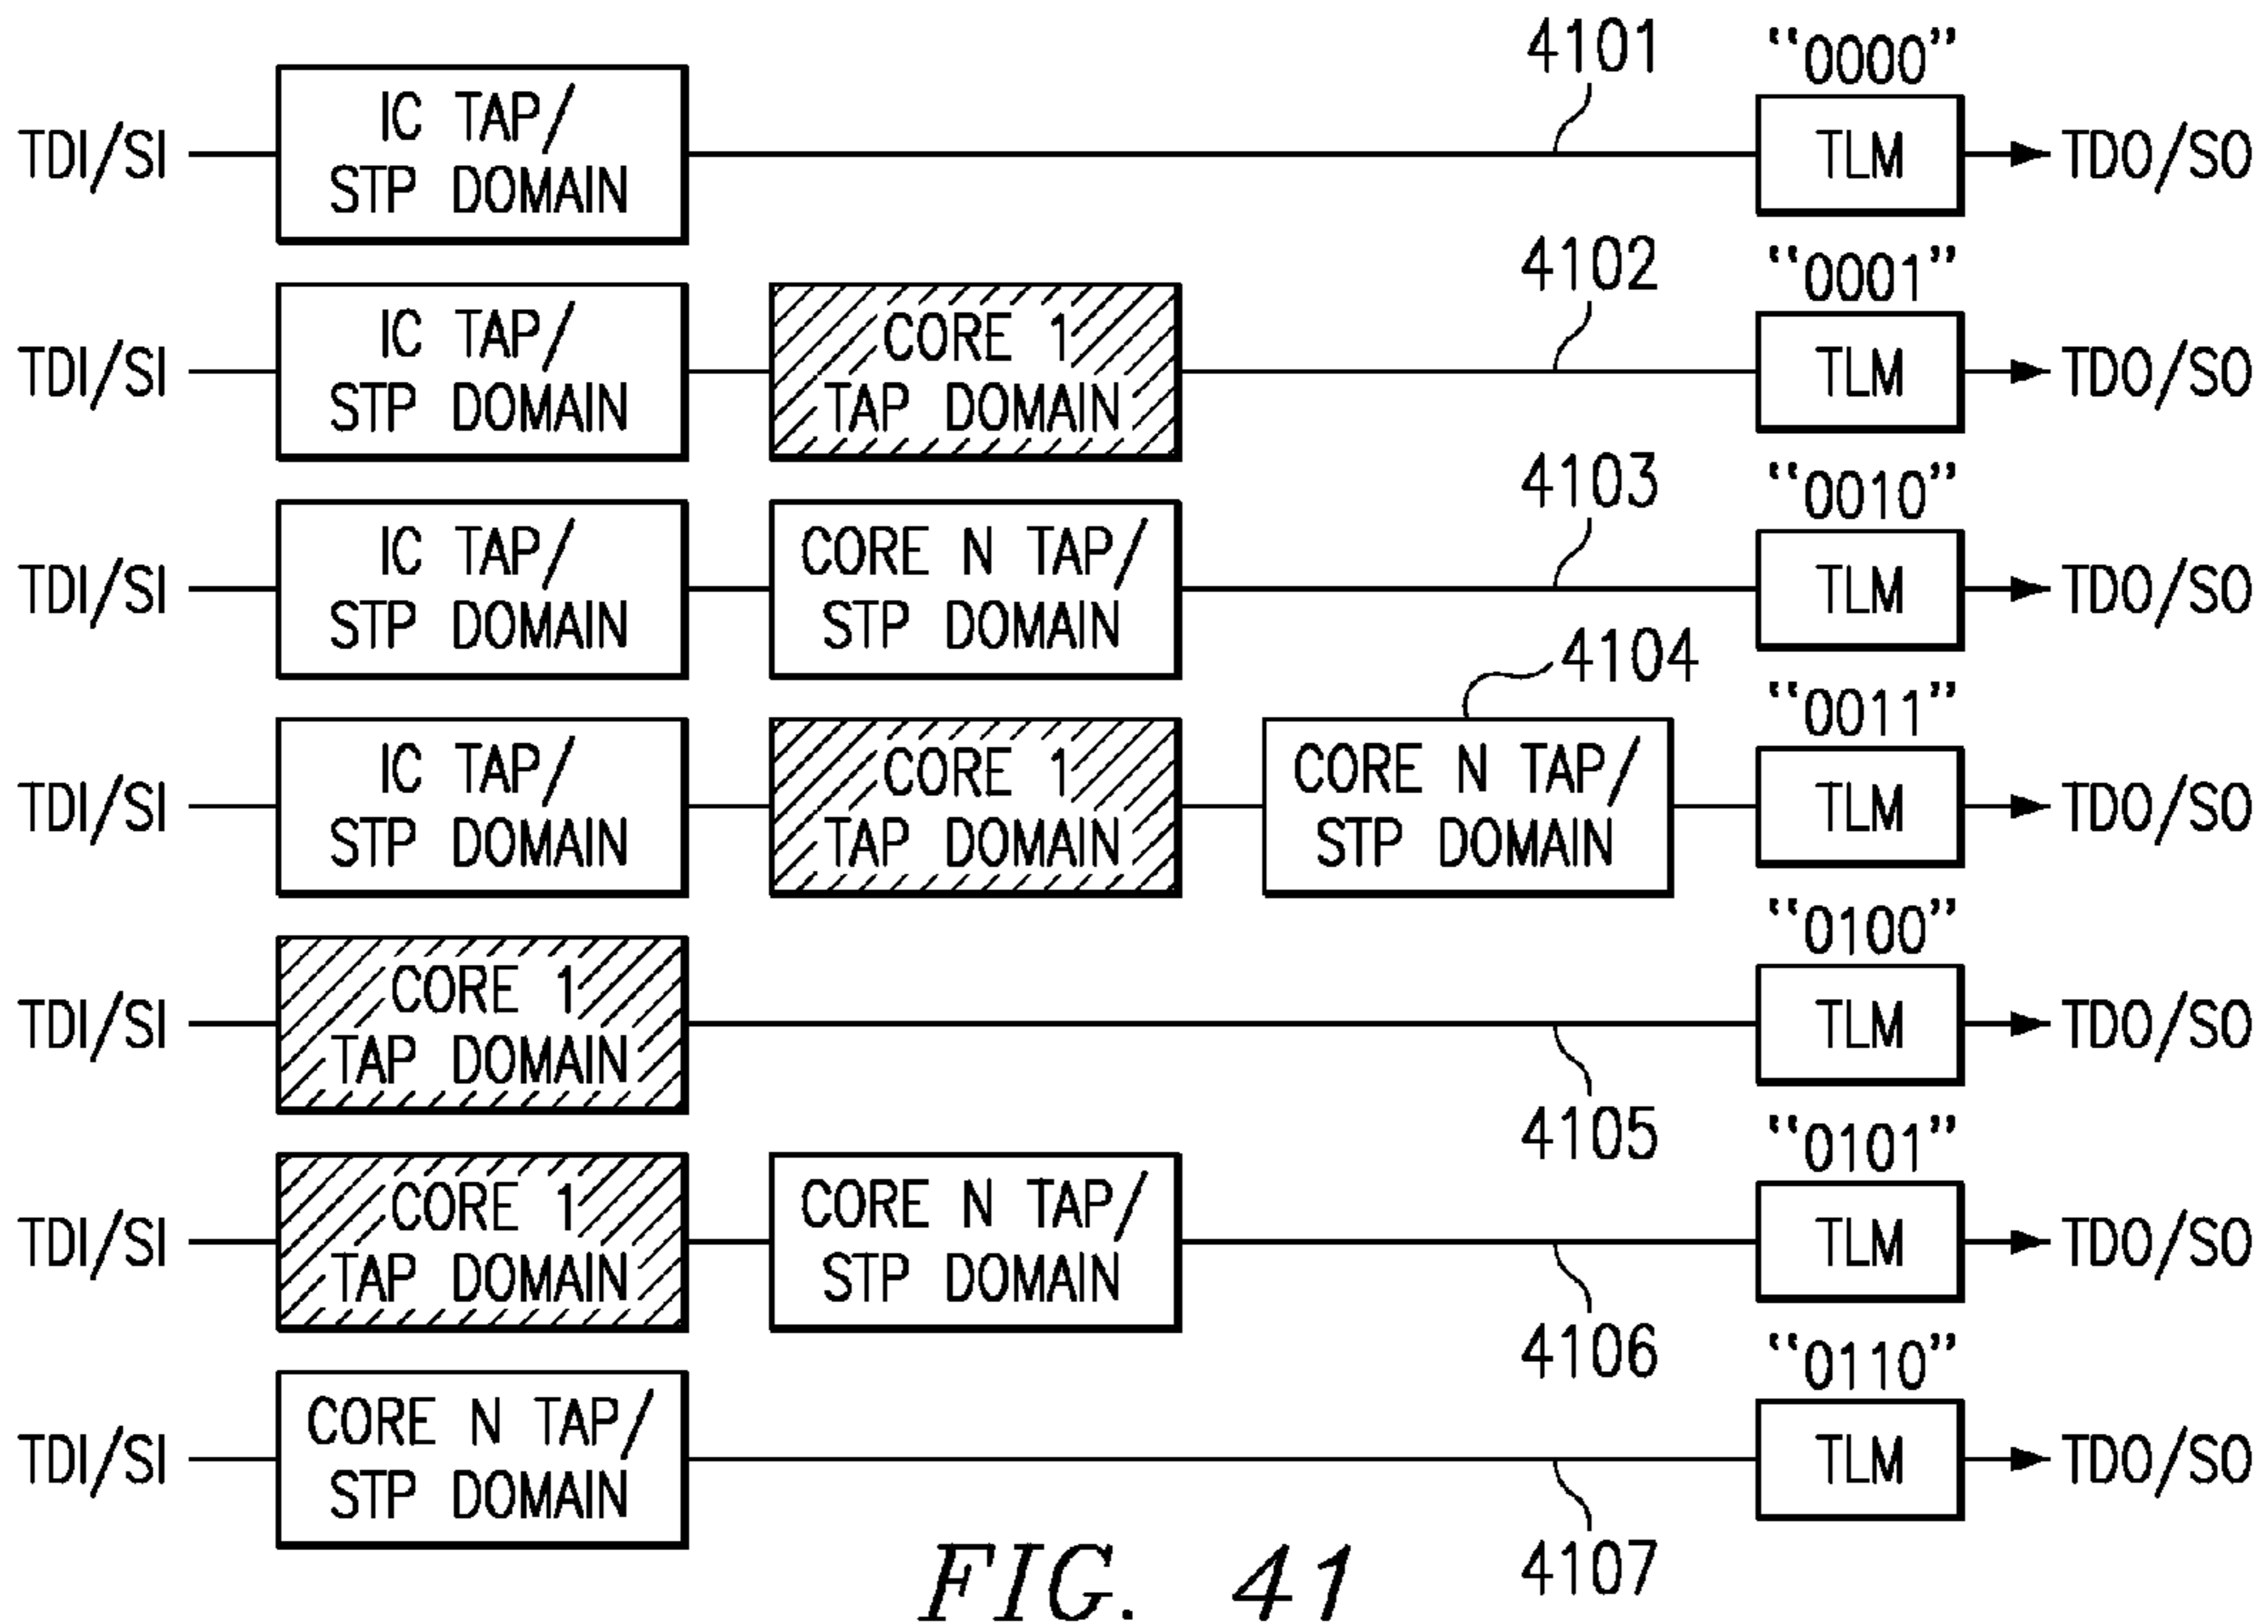 4101
"0000"
TDI/SI
IC TAP/
STP DOMAIN
TLM
TDO/SO
4102
"0001"
TDI/SI
IC TAP/
STP DOMAIN
CORE 1
TAP DOMAIN
TLM
TDO/SO
4103
"0010"
TDI/SI
IC TAP/
STP DOMAIN
CORE N TAP/
STP DOMAIN
TLM
TDO/SO
4104
"0011"
TDI/SI
IC TAP/
STP DOMAIN
CORE 1
TAP DOMAIN
CORE N TAP/
STP DOMAIN
TLM
TDO/SO
"0100"
TDI/SI
CORE 1
TAP DOMAIN
TLM
TDO/SO
4105
"0101"
TDI/SI
CORE 1
TAP DOMAIN
CORE N TAP/
STP DOMAIN
TLM
TDO/SO
4106
"0110"
TDI/SI
CORE N TAP/
STP DOMAIN
TLM
TDO/SO
4107
FIG. 41